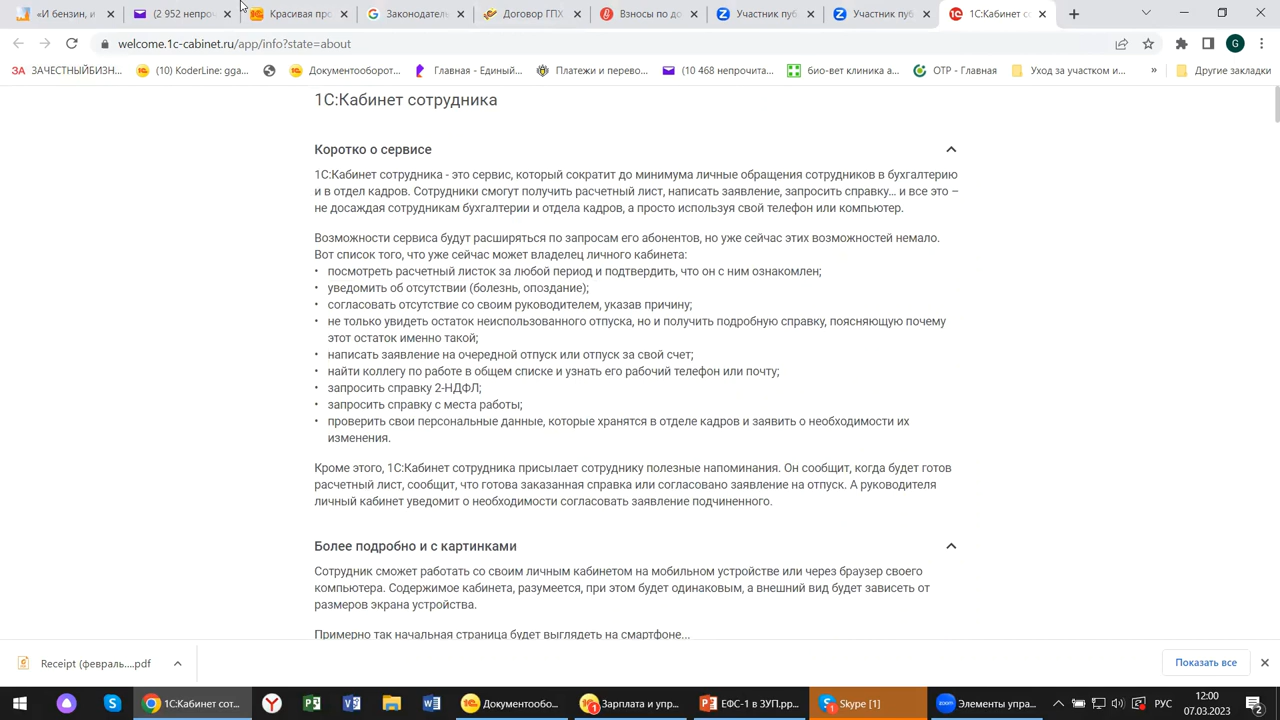 «И бензин, и
(2 952 непроч
Красивая про
Законодатель
Договор ГПХ
Взносы по до
Участник пуб
Участник пуб
1С:Кабинет со
welcome.1c-cabinet.ru/app/info?state=about
G
ЗА ЗАЧЕСТНЫЙБИЗН...
(10) KoderLine: gga...
Документооборот...
Главная - Единый...
Платежи и перево...
(10 468 непрочита...
био-вет клиника а...
ОТР - Главная
Уход за участком и...
»
Другие закладки
1С:Кабинет сотрудника
Коротко о сервисе
1С:Кабинет сотрудника - это сервис, который сократит до минимума личные обращения сотрудников в бухгалтерию
и в отдел кадров. Сотрудники смогут получить расчетный лист, написать заявление, запросить справку... и все это –
не досаждая сотрудникам бухгалтерии и отдела кадров, а просто используя свой телефон или компьютер.
Возможности сервиса будут расширяться по запросам его абонентов, но уже сейчас этих возможностей немало.
Вот список того, что уже сейчас может владелец личного кабинета:
• посмотреть расчетный листок за любой период и подтвердить, что он с ним ознакомлен;
• уведомить об отсутствии (болезнь, опоздание);
• согласовать отсутствие со своим руководителем, указав причину;
• не только увидеть остаток неиспользованного отпуска, но и получить подробную справку, поясняющую почему
этот остаток именно такой;
• написать заявление на очередной отпуск или отпуск за свой счет;
• найти коллегу по работе в общем списке и узнать его рабочий телефон или почту;
• запросить справку 2-НДФЛ;
• запросить справку с места работы;
• проверить свои персональные данные, которые хранятся в отделе кадров и заявить о необходимости их
изменения.
Кроме этого, 1С:Кабинет сотрудника присылает сотруднику полезные напоминания. Он сообщит, когда будет готов
расчетный лист, сообщит, что готова заказанная справка или согласовано заявление на отпуск. А руководителя
личный кабинет уведомит о необходимости согласовать заявление подчиненного.
Более подробно и с картинками
Сотрудник сможет работать со своим личным кабинетом на мобильном устройстве или через браузер своего
компьютера. Содержимое кабинета, разумеется, при этом будет одинаковым, а внешний вид будет зависеть от
размеров экрана устройства.
Примерно так начальная страница будет выглядеть на смартфоне...
Receipt (февраль....pdf
Показать все
1С:Кабинет сот...
Документообо...
Зарплата и упр...
ЕФС-1 в ЗУП.pp...
Skype [1]
Элементы упра...
РУС
12:00
07.03.2023
2